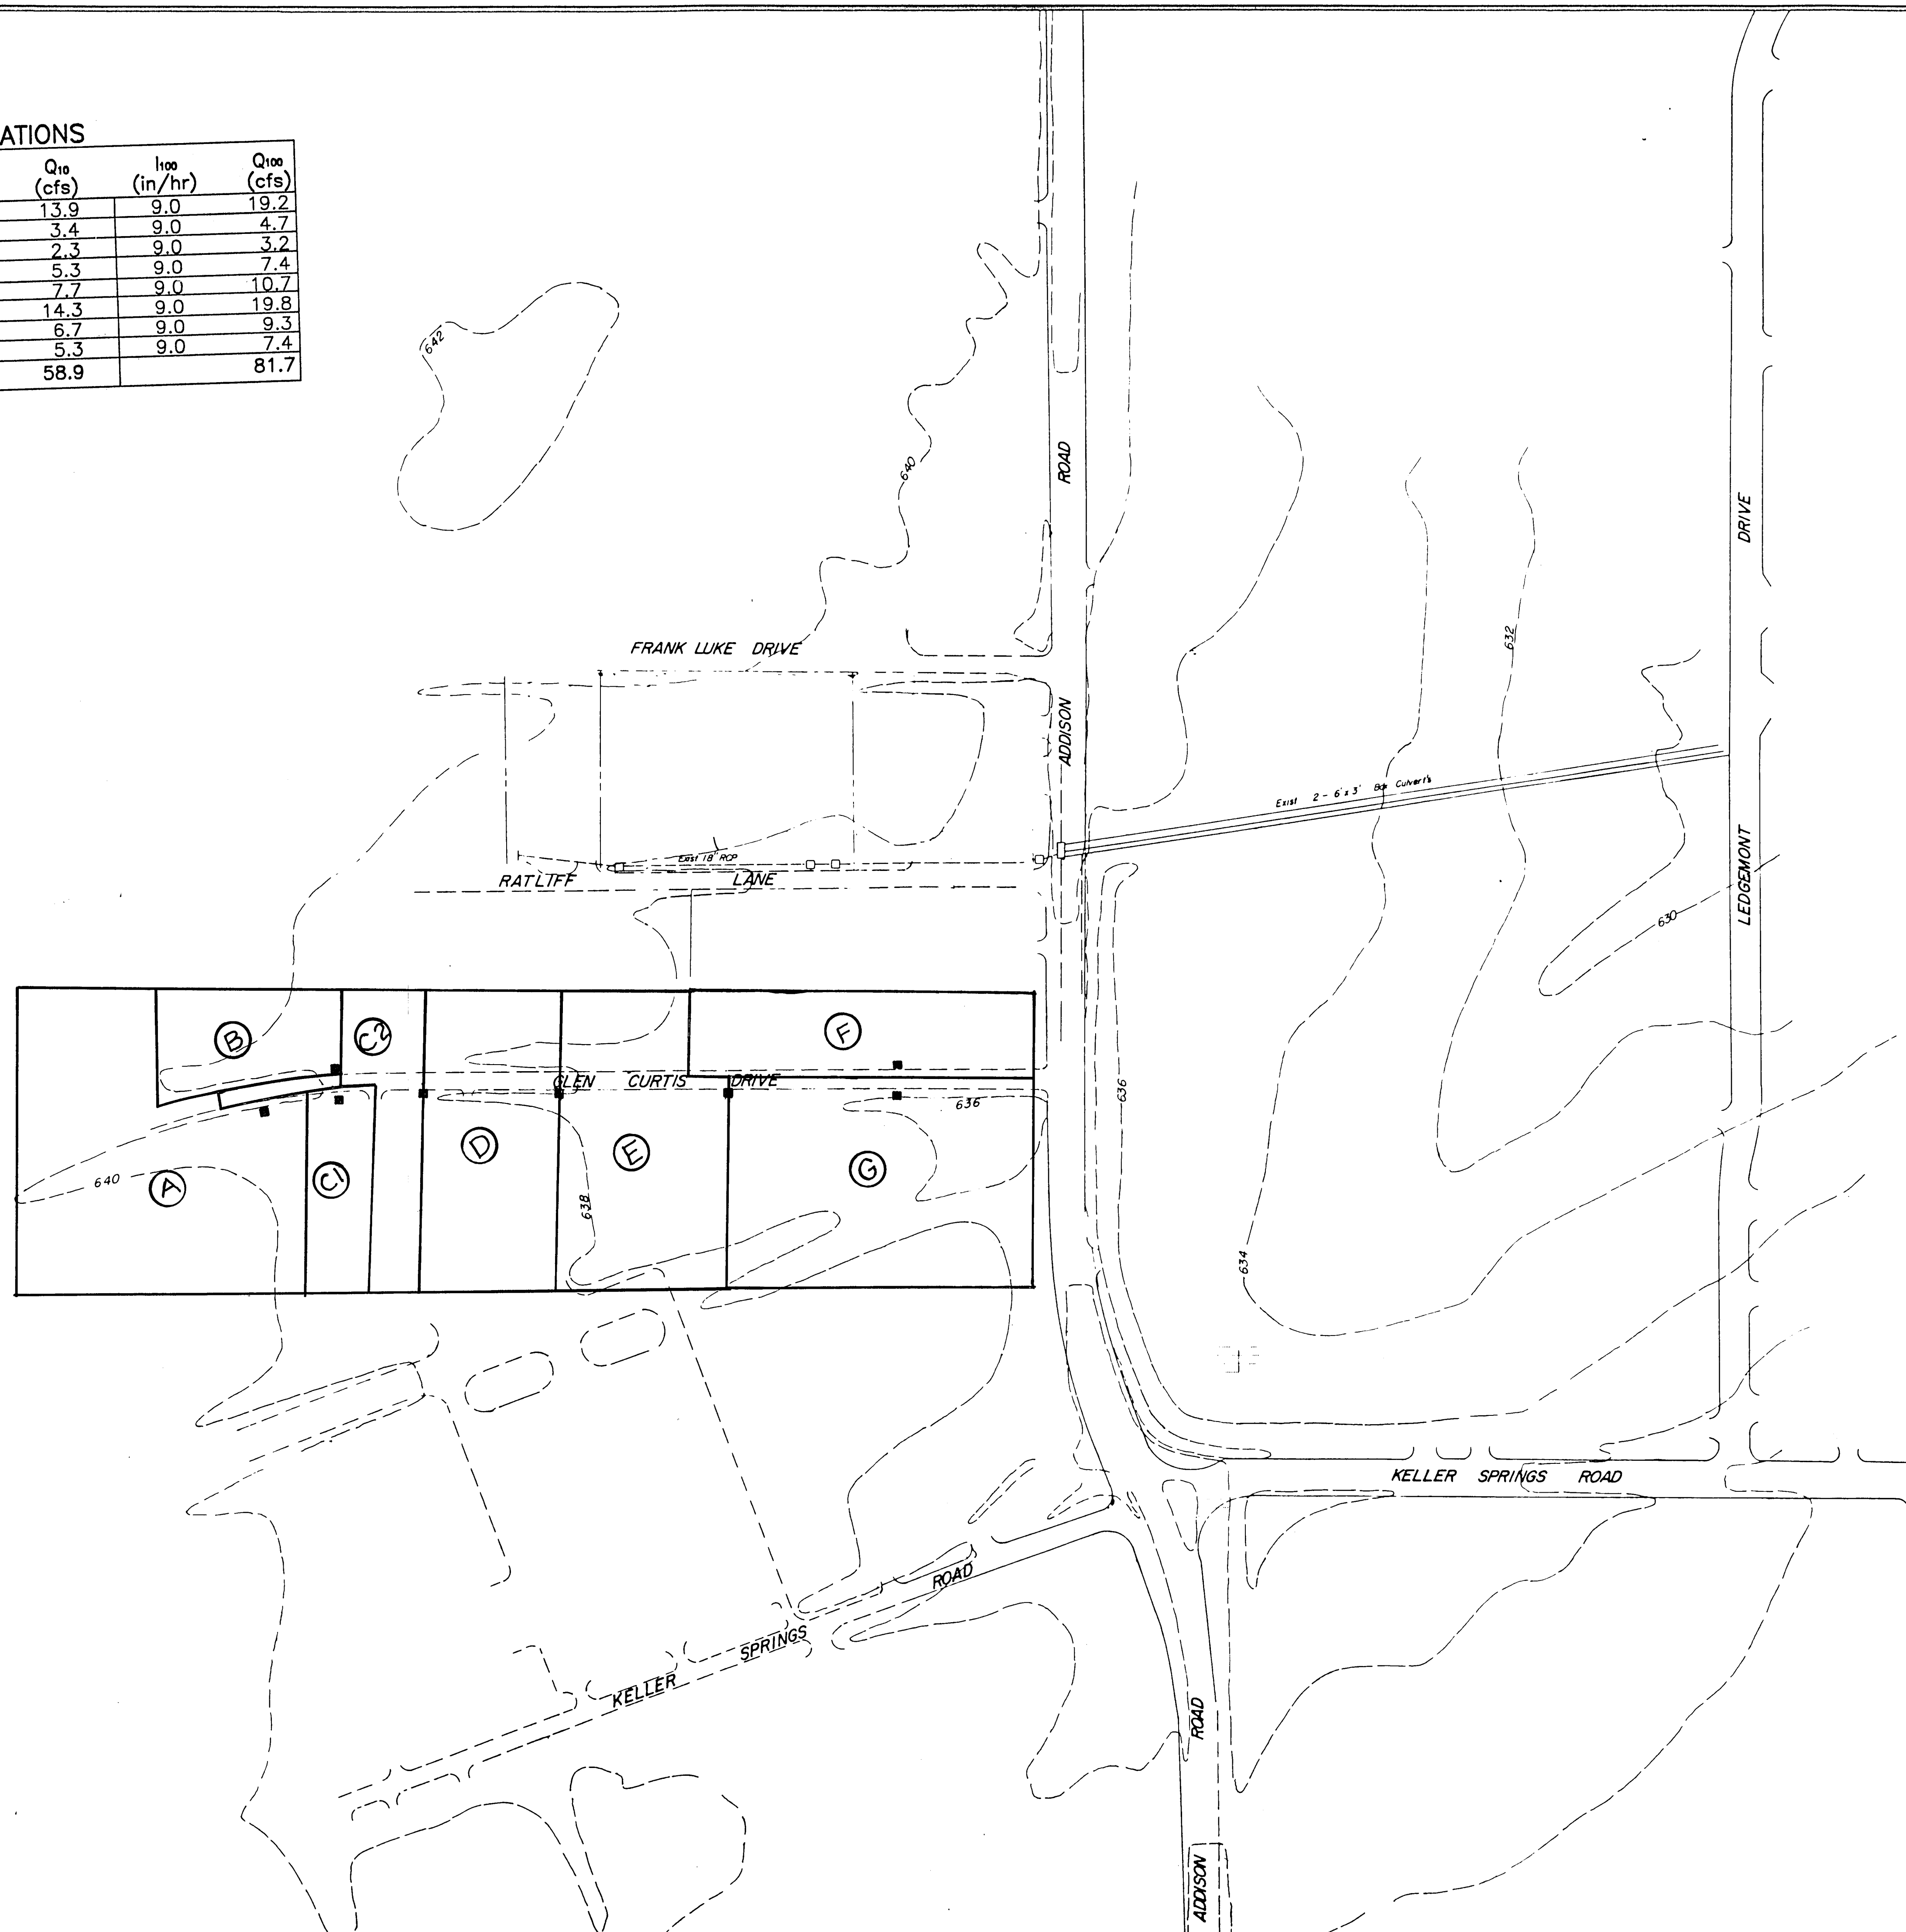 ATIONS
Q10 I100 Q100
(cfs) (in/hr) (cfs)
13.9 9.0 19.2
3.4 9.0 4.7
2.3 9.0 3.2
5.3 9.0 7.4
7.7 9.0 10.7
14.3 9.0 19.8
6.7 9.0 9.3
5.3 9.0 7.4
58.9 81.7
642
640
ROAD
DRIVE
632
FRANK LUKE DRIVE
ADDISON
Exist 2 - 6' x 3' Box Culvert's
Exist 18" RCP
RATLIFF LANE
LEDGEMONT
630
B
C2
F
GLEN CURTIS DRIVE
636
636
640
A
C1
D
E
G
638
634
KELLER SPRINGS ROAD
KELLER SPRINGS ROAD
ROAD
ADDISON